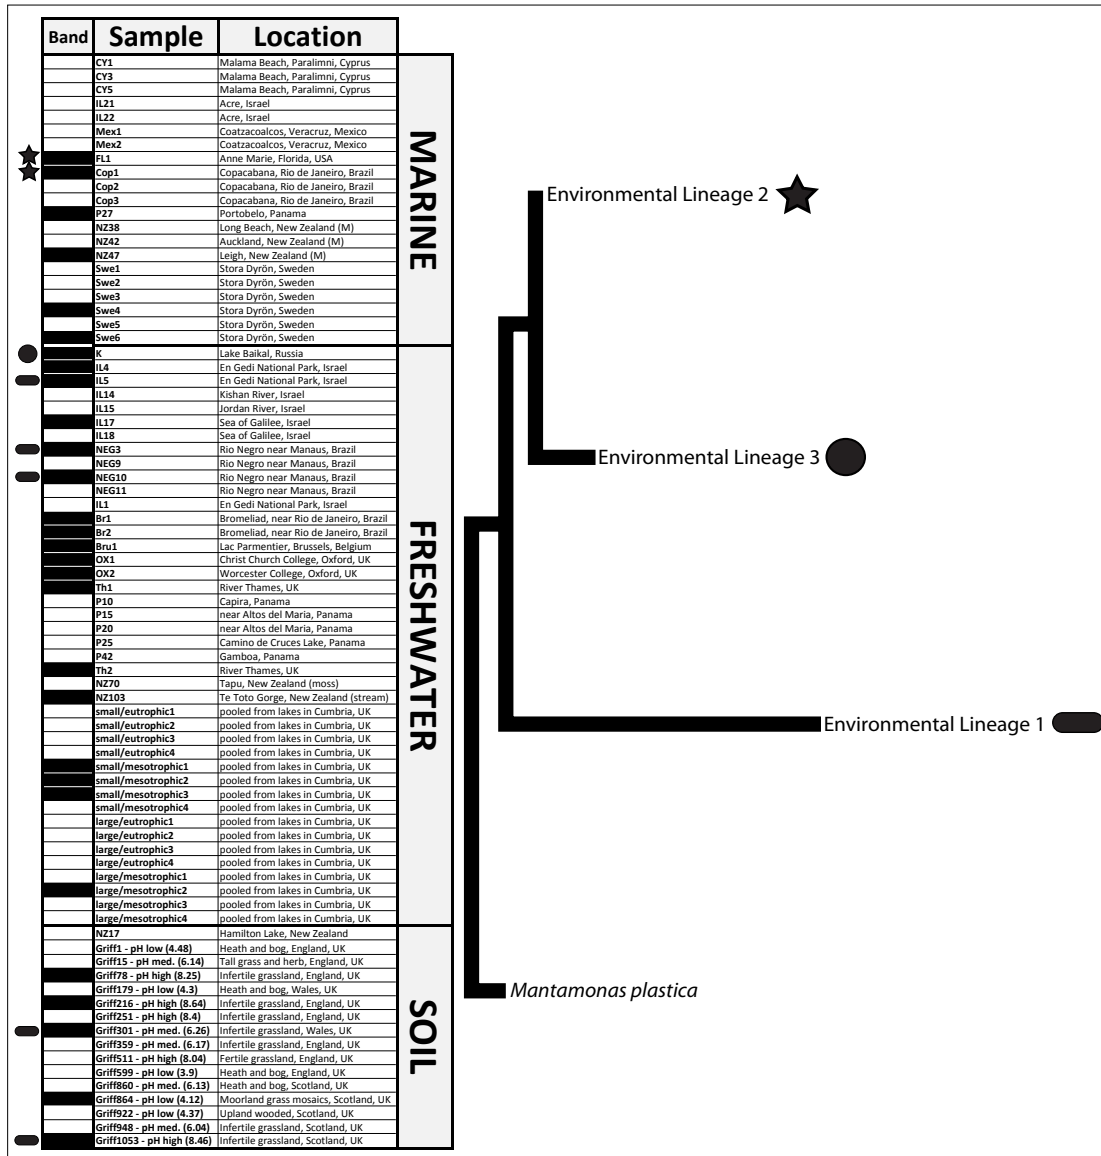 Band Sample Location
CY1 Malama Beach, Paralimni, Cyprus
CY3 Malama Beach, Paralimni, Cyprus
CY5 Malama Beach, Paralimni, Cyprus
IL21 Acre, Israel
IL22 Acre, Israel
Mex1 Coatzacoalcos, Veracruz, Mexico
Mex2 Coatzacoalcos, Veracruz, Mexico
FL1 Anne Marie, Florida, USA
Cop1 Copacabana, Rio de Janeiro, Brazil
Cop2 Copacabana, Rio de Janeiro, Brazil
Cop3 Copacabana, Rio de Janeiro, Brazil
P27 Portobelo, Panama
NZ38 Long Beach, New Zealand (M)
NZ42 Auckland, New Zealand (M)
NZ47 Leigh, New Zealand (M)
Swe1 Stora Dyrön, Sweden
Swe2 Stora Dyrön, Sweden
Swe3 Stora Dyrön, Sweden
Swe4 Stora Dyrön, Sweden
Swe5 Stora Dyrön, Sweden
Swe6 Stora Dyrön, Sweden
MARINE
K Lake Baikal, Russia
IL4 En Gedi National Park, Israel
IL5 En Gedi National Park, Israel
IL14 Kishan River, Israel
IL15 Jordan River, Israel
IL17 Sea of Galilee, Israel
IL18 Sea of Galilee, Israel
NEG3 Rio Negro near Manaus, Brazil
NEG9 Rio Negro near Manaus, Brazil
NEG10 Rio Negro near Manaus, Brazil
NEG11 Rio Negro near Manaus, Brazil
IL1 En Gedi National Park, Israel
Br1 Bromeliad, near Rio de Janeiro, Brazil
Br2 Bromeliad, near Rio de Janeiro, Brazil
Bru1 Lac Parmentier, Brussels, Belgium
OX1 Christ Church College, Oxford, UK
OX2 Worcester College, Oxford, UK
Th1 River Thames, UK
P10 Capira, Panama
P15 near Altos del Maria, Panama
P20 near Altos del Maria, Panama
P25 Camino de Cruces Lake, Panama
P42 Gamboa, Panama
Th2 River Thames, UK
NZ70 Tapu, New Zealand (moss)
NZ103 Te Toto Gorge, New Zealand (stream)
small/eutrophic1 pooled from lakes in Cumbria, UK
small/eutrophic2 pooled from lakes in Cumbria, UK
small/eutrophic3 pooled from lakes in Cumbria, UK
small/eutrophic4 pooled from lakes in Cumbria, UK
small/mesotrophic1 pooled from lakes in Cumbria, UK
small/mesotrophic2 pooled from lakes in Cumbria, UK
small/mesotrophic3 pooled from lakes in Cumbria, UK
small/mesotrophic4 pooled from lakes in Cumbria, UK
large/eutrophic1 pooled from lakes in Cumbria, UK
large/eutrophic2 pooled from lakes in Cumbria, UK
large/eutrophic3 pooled from lakes in Cumbria, UK
large/eutrophic4 pooled from lakes in Cumbria, UK
large/mesotrophic1 pooled from lakes in Cumbria, UK
large/mesotrophic2 pooled from lakes in Cumbria, UK
large/mesotrophic3 pooled from lakes in Cumbria, UK
large/mesotrophic4 pooled from lakes in Cumbria, UK
FRESHWATER
NZ17 Hamilton Lake, New Zealand
Griff1 - pH low (4.48) Heath and bog, England, UK
Griff15 - pH med. (6.14) Tall grass and herb, England, UK
Griff78 - pH high (8.25) Infertile grassland, England, UK
Griff179 - pH low (4.3) Heath and bog, Wales, UK
Griff216 - pH high (8.64) Infertile grassland, England, UK
Griff251 - pH high (8.4) Infertile grassland, England, UK
Griff301 - pH med. (6.26) Infertile grassland, Wales, UK
Griff359 - pH med. (6.17) Infertile grassland, England, UK
Griff511 - pH high (8.04) Fertile grassland, England, UK
Griff599 - pH low (3.9) Heath and bog, England, UK
Griff860 - pH med. (6.13) Heath and bog, Scotland, UK
Griff864 - pH low (4.12) Moorland grass mosaics, Scotland, UK
Griff922 - pH low (4.37) Upland wooded, Scotland, UK
Griff948 - pH med. (6.04) Infertile grassland, Scotland, UK
Griff1053 - pH high (8.46) Infertile grassland, Scotland, UK
SOIL
Environmental Lineage 2
Environmental Lineage 3
Environmental Lineage 1
Mantamonas plastica